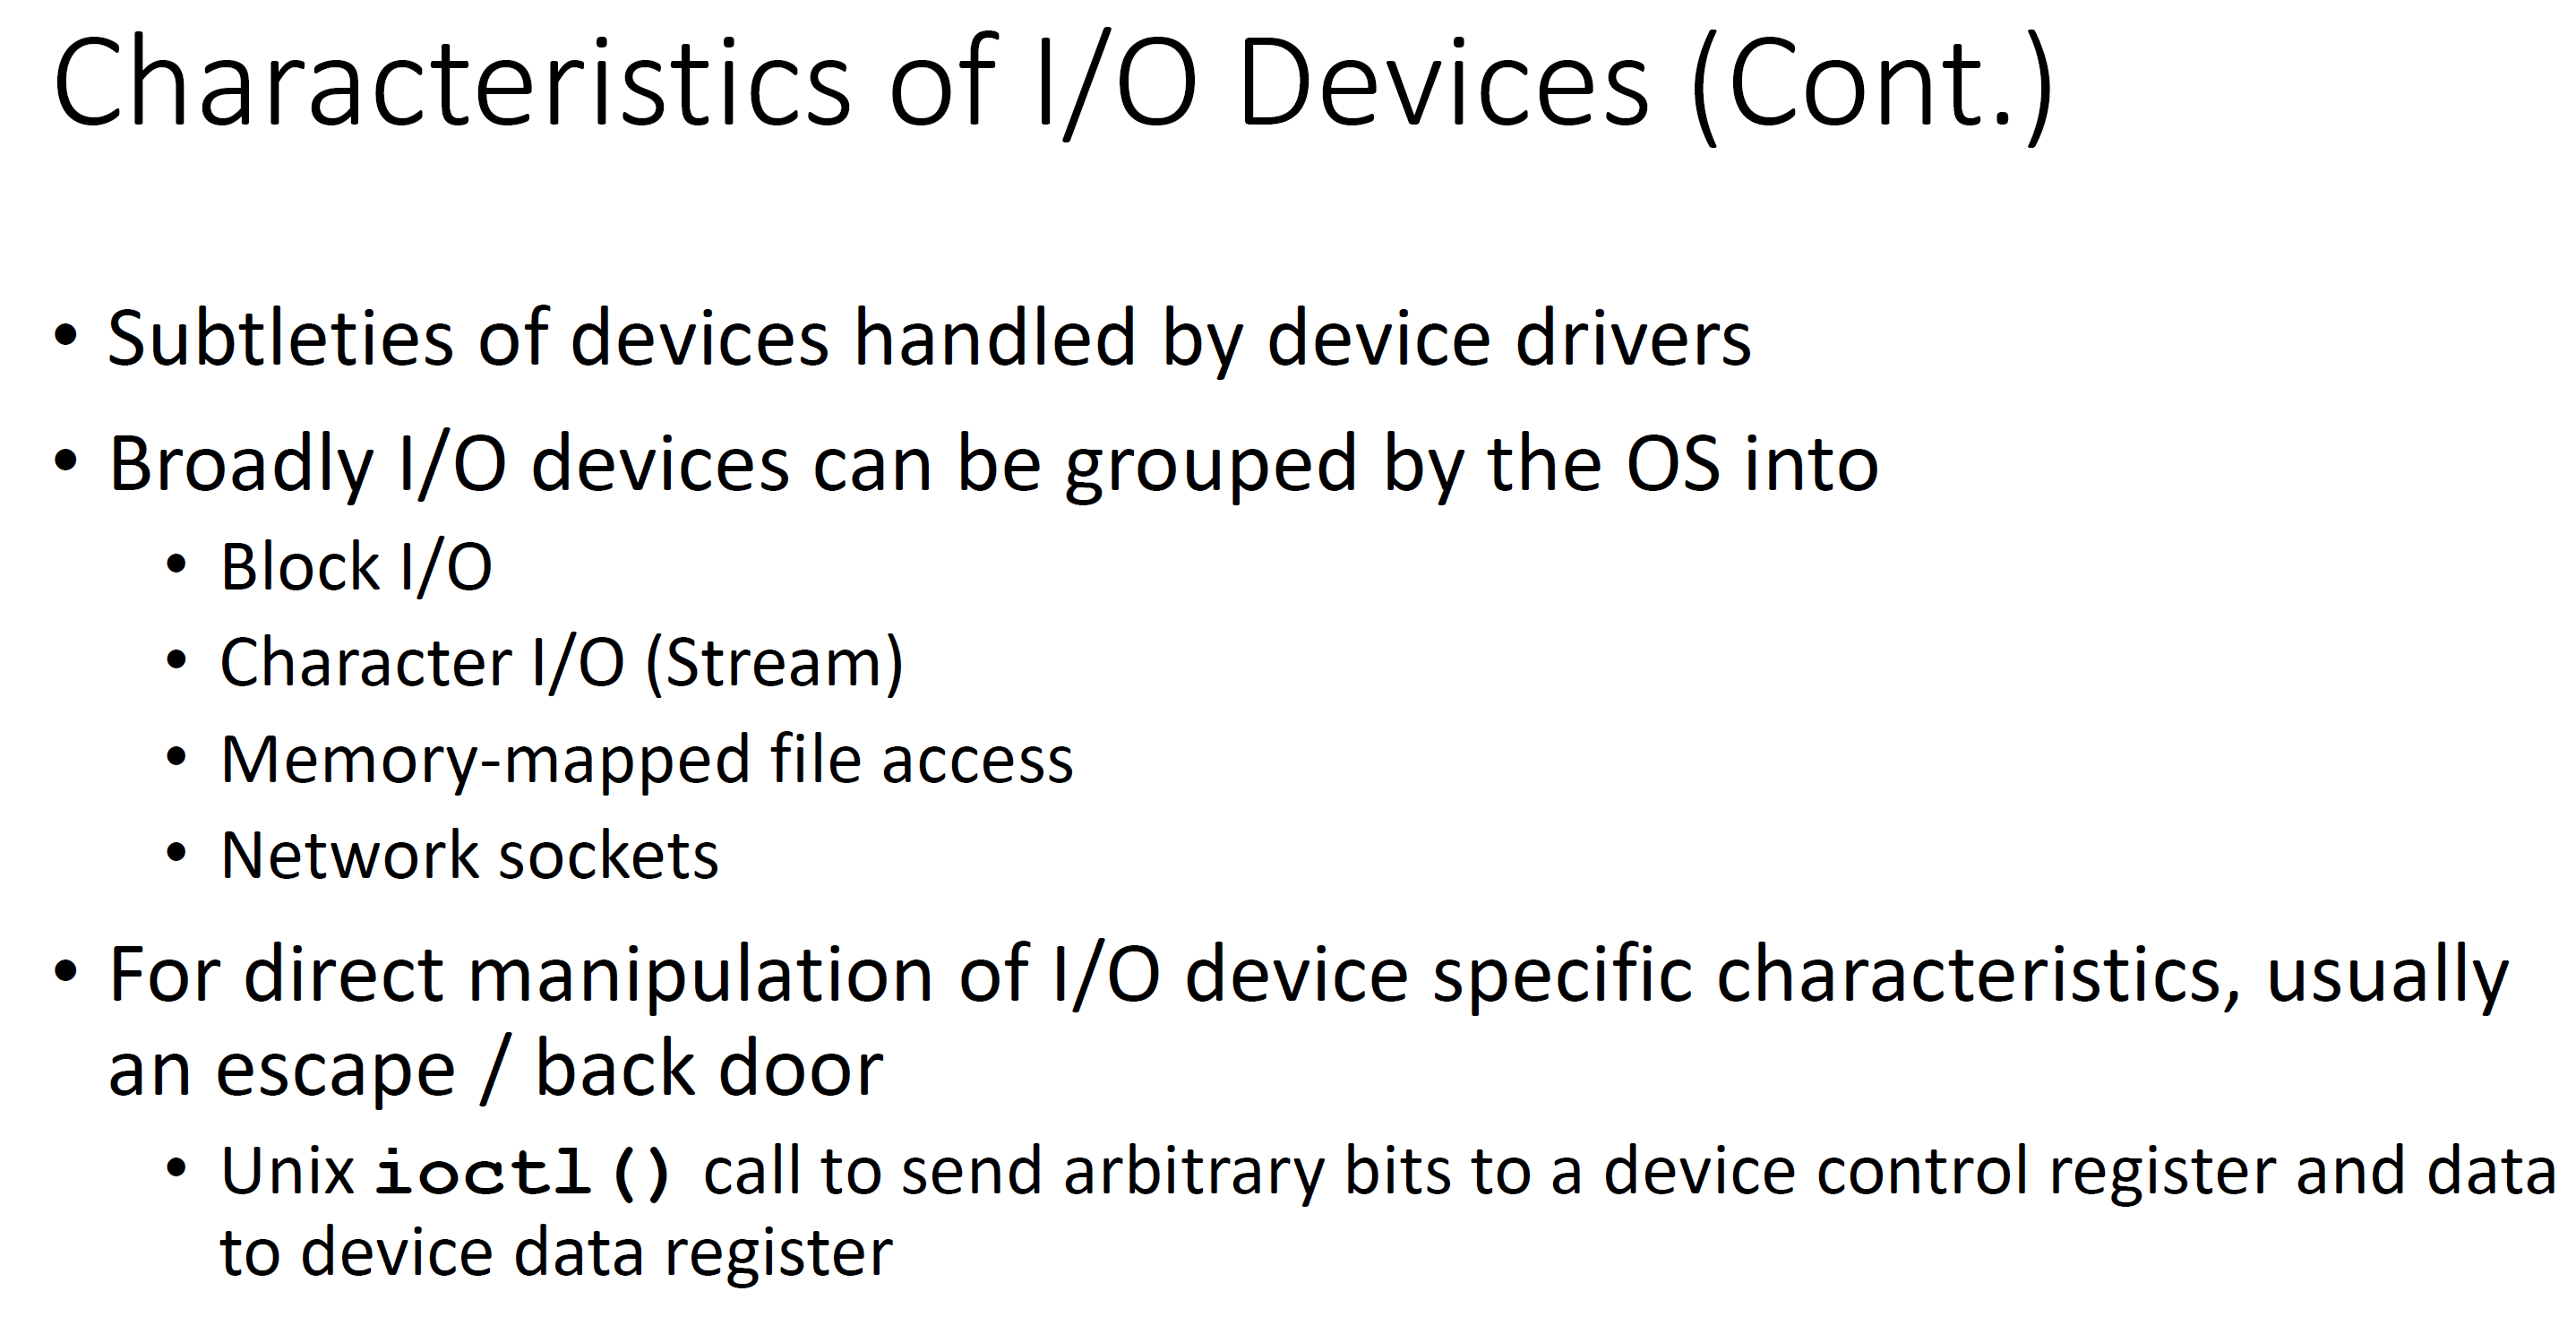 Characteristics of I/O Devices (Cont.)
• Subtleties of devices handled by device drivers
• Broadly I/O devices can be grouped by the OS into
• Block I/O
• Character I/O (Stream)
• Memory-mapped file access
• Network sockets
• For direct manipulation of I/O device specific characteristics, usually
an escape / back door
• Unix ioctl() call to send arbitrary bits to a device control register and data
to device data register